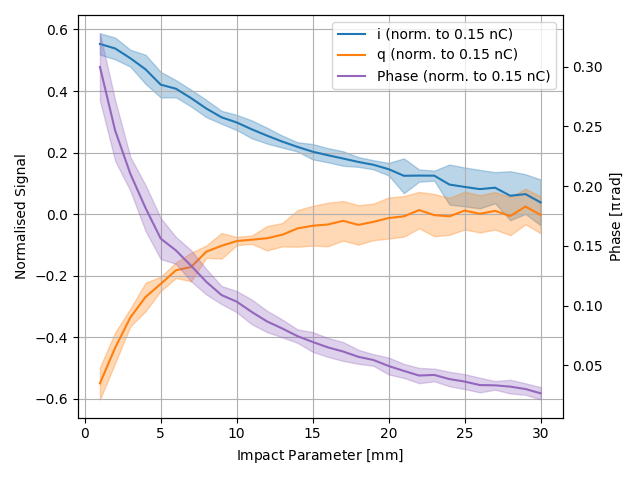 i (norm. to 0.15 nC)
q (norm. to 0.15 nC)
Phase (norm. to 0.15 nC)
0.6
0.4
0.2
0.0
−0.2
−0.4
−0.6
Normalised Signal
0.30
0.25
0.20
0.15
0.10
0.05
Phase [πrad]
0 5 10 15 20 25 30
Impact Parameter [mm]